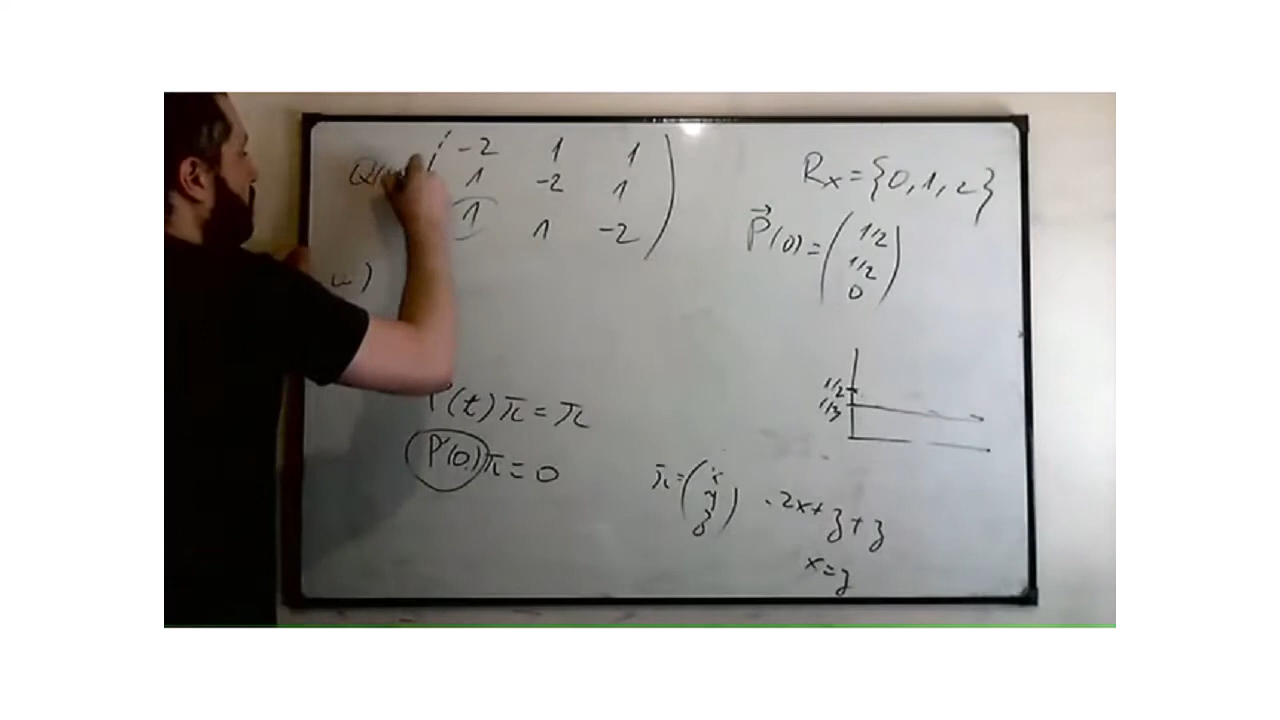 -2 1 1
1 -2 1
1 1 -2
Rx = {0, 1, 2}
P⃗(0) = (1/2
1/2
0)
1/2
1/3
P(t)π = π
P'(0)π = 0
π = (x
y
z)
-2x + z + z
x = z